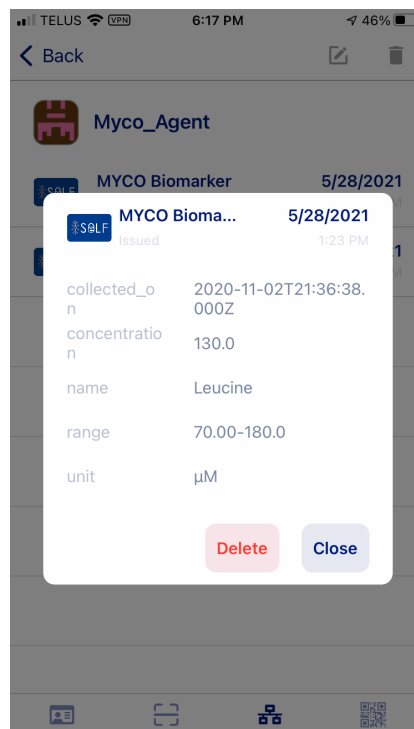 TELUS VPN 6:17 PM 46%
Back
Myco_Agent
MYCO Biomarker 5/28/2021
MYCO Bioma... 5/28/2021
S@LF
Issued 1:23 PM
collected_o
n
2020-11-02T21:36:38.
000Z
concentratio
n
130.0
name Leucine
range 70.00-180.0
unit µM
Delete Close